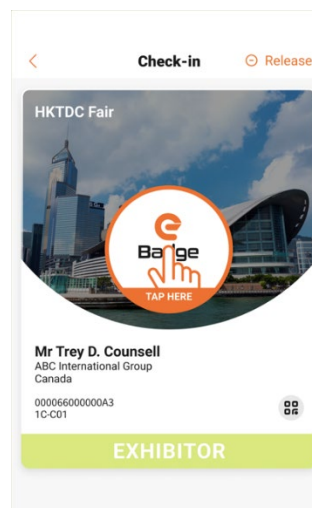 Check-in
Release
HKTDC Fair
e
Badge
TAP HERE
Mr Trey D. Counsell
ABC International Group
Canada
000066000000A3
1C-C01
EXHIBITOR